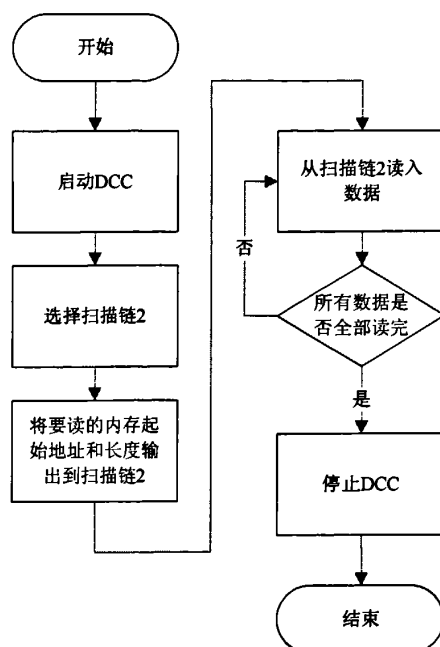 开始
启动DCC
选择扫描链2
将要读的内存起
始地址和长度输
出到扫描链2
从扫描链2读入
数据
否
所有数据是
否全部读完
是
停止DCC
结束